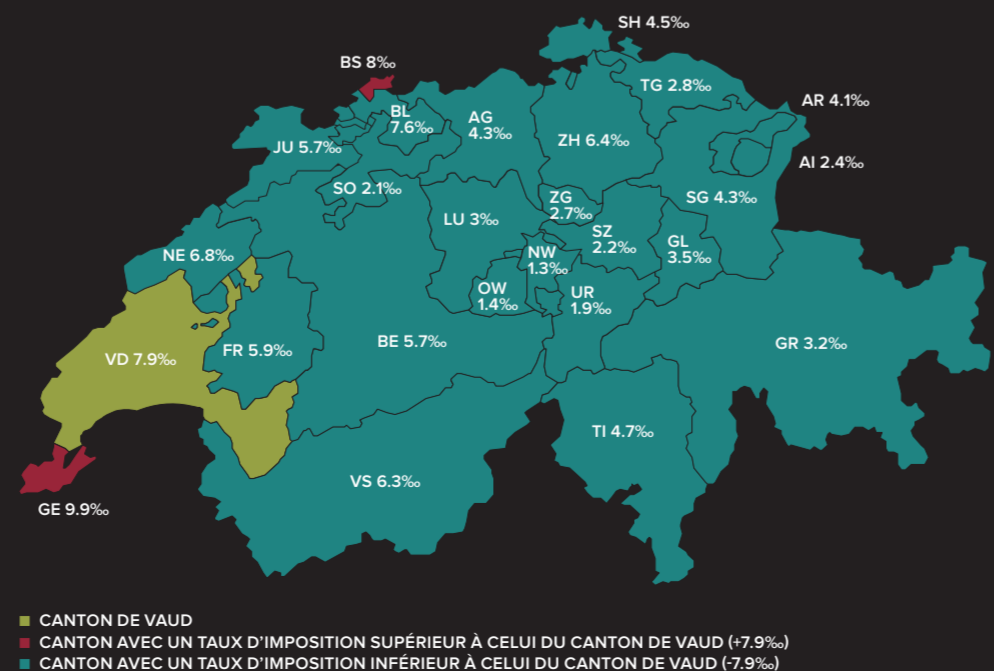 SH 4.5‰
BS 8‰
TG 2.8‰
AR 4.1‰
BL
7.6‰
AG
4.3‰
ZH 6.4‰
JU 5.7‰
AI 2.4‰
SO 2.1‰
ZG
2.7‰
SG 4.3‰
LU 3‰
SZ
2.2‰
GL
3.5‰
NE 6.8‰
NW
1.3‰
OW
1.4‰
UR
1.9‰
VD 7.9‰
FR 5.9‰
BE 5.7‰
GR 3.2‰
TI 4.7‰
VS 6.3‰
GE 9.9‰
CANTON DE VAUD
CANTON AVEC UN TAUX D’IMPOSITION SUPÉRIEUR À CELUI DU CANTON DE VAUD (+7.9‰)
CANTON AVEC UN TAUX D’IMPOSITION INFÉRIEUR À CELUI DU CANTON DE VAUD (-7.9‰)